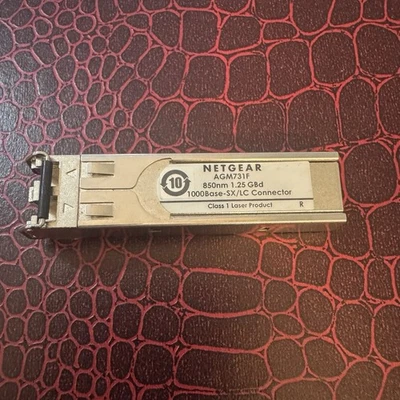 NETGEAR
AGM731F
850nm 1.25 GBd
1000Base-SX/LC Connector
Class 1 Laser Product R
10